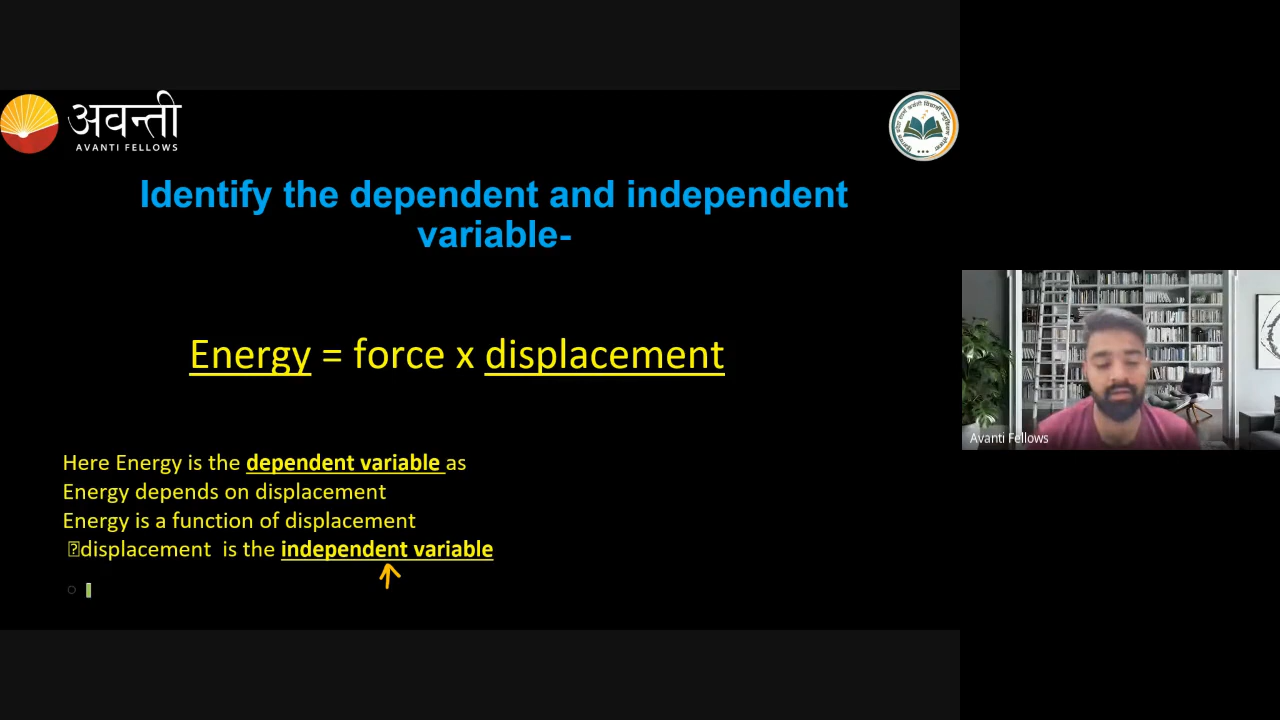 अवन्ती
AVANTI FELLOWS
Identify the dependent and independent
variable-
Energy = force x displacement
Here Energy is the dependent variable as
Energy depends on displacement
Energy is a function of displacement
displacement is the independent variable
Avanti Fellows